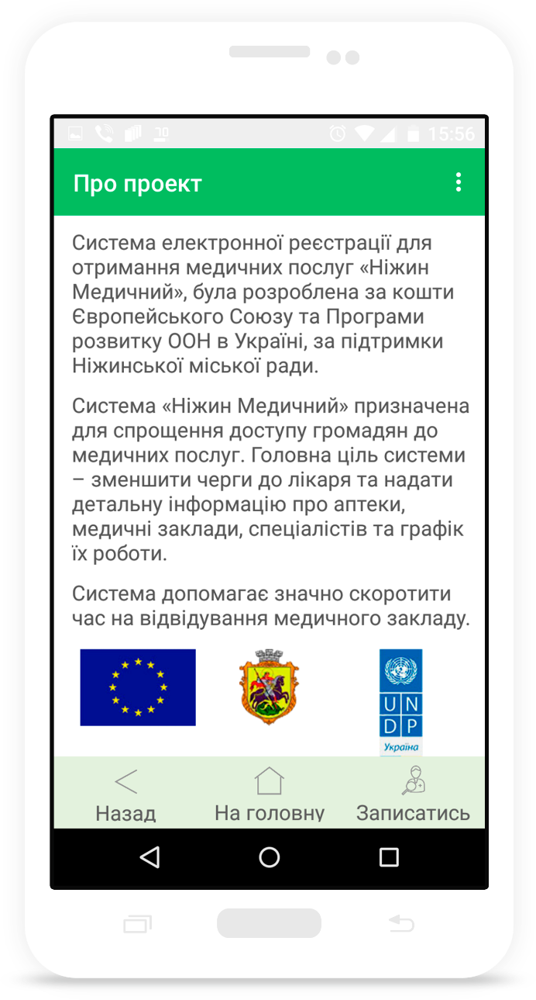 15:56
Про проект
Система електронної реєстрації для
отримання медичних послуг «Ніжин
Медичний», була розроблена за кошти
Європейського Союзу та Програми
розвитку ООН в Україні, за підтримки
Ніжинської міської ради.
Система «Ніжин Медичний» призначена
для спрощення доступу громадян до
медичних послуг. Головна ціль системи
– зменшити черги до лікаря та надати
детальну інформацію про аптеки,
медичні заклади, спеціалістів та графік
їх роботи.
Система допомагає значно скоротити
час на відвідування медичного закладу.
U N
D P
Україна
Назад
На головну
Записатись